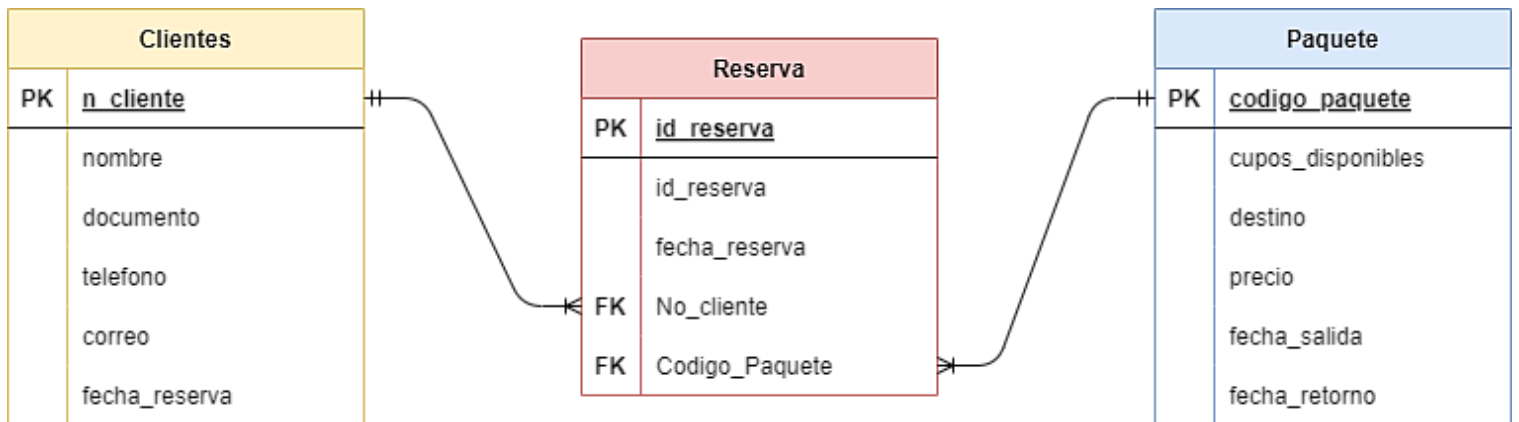 Clientes
PK n_cliente
nombre
documento
telefono
correo
fecha_reserva
Reserva
PK id_reserva
id_reserva
fecha_reserva
FK No_cliente
FK Codigo_Paquete
Paquete
PK codigo_paquete
cupos_disponibles
destino
precio
fecha_salida
fecha_retorno